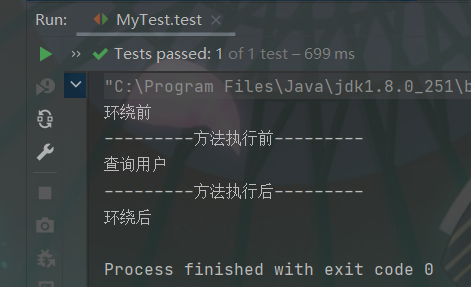 Run: MyTest.test ×
» ✔ Tests passed: 1 of 1 test – 699 ms
"C:\Program Files\Java\jdk1.8.0_251\b
环绕前
---------方法执行前---------
查询用户
---------方法执行后---------
环绕后
Process finished with exit code 0